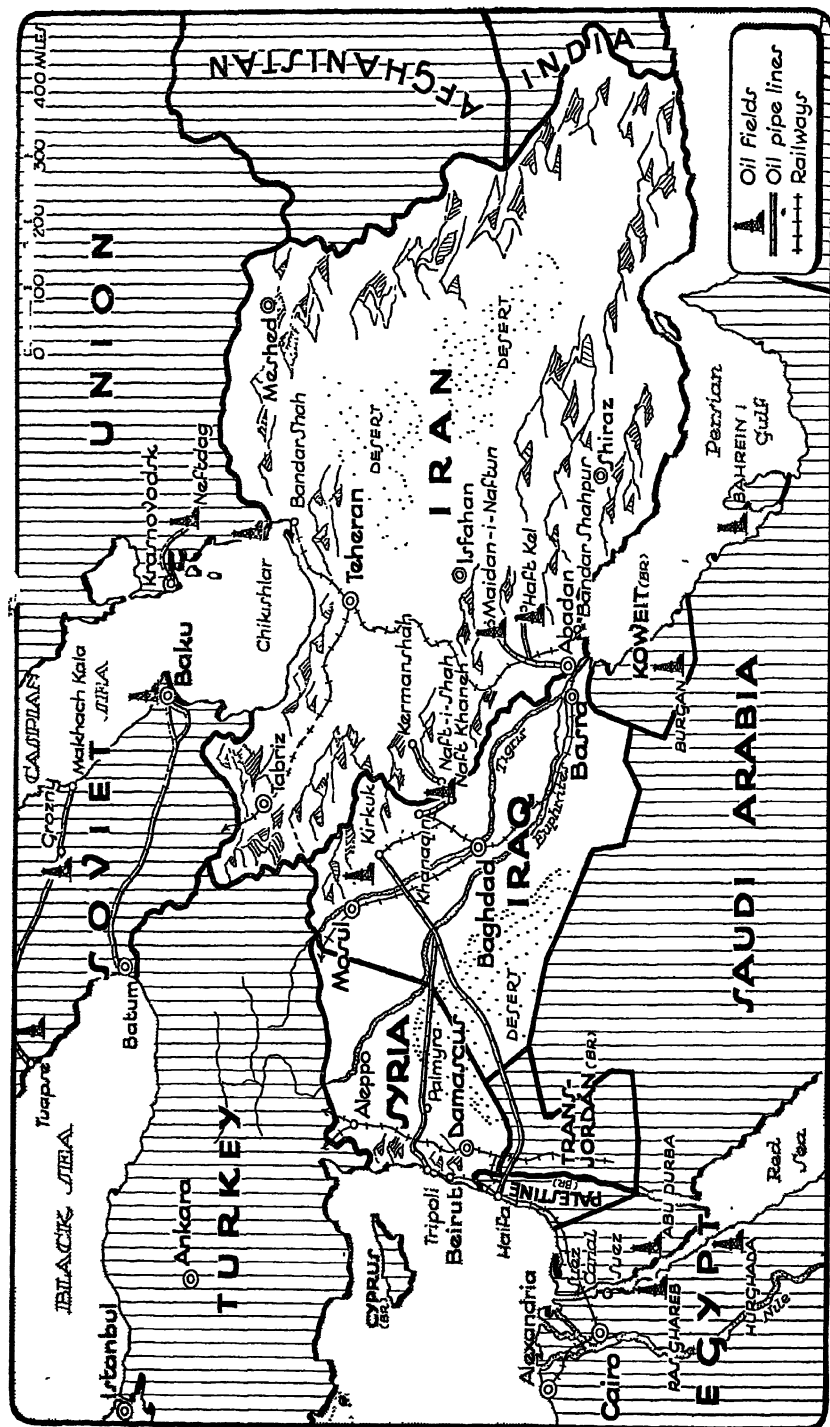 0 100 200 300 400 MILES
SOVIET UNION
CASPIAN
SEA
BLACK SEA
Tuapse
Grozny
Makhach Kala
Krasnovodsk
Neftdag
Istanbul
Batum
Baku
Ankara
TURKEY
Tabriz
Chikishlar
Bandar Shah
Meshed
AFGHANISTAN
INDIA
Teheran
DESERT
Mosul
Kirkuk
Kermanshah
Naft-i-Shah
Naft Khaneh
Khanaqin
Isfahan
IRAN
DESERT
Maidan-i-Naftun
Haft Kel
Aleppo
SYRIA
Palmyra
CYPRUS
(BR)
Tripoli
Beirut
Damascus
Baghdad
IRAQ
Tigris
Euphrates
DESERT
Haifa
PALESTINE
(BR)
TRANS-
JORDAN (BR)
Abadan
Bandar Shahpur
Basra
Shiraz
KOWEIT (BR)
BURGAN
Persian
Gulf
BAHREIN I
SAUDI ARABIA
Alexandria
Suez
Canal
Suez
Cairo
ABU DURBA
RAS GHAREB
HURGHADA
EGYPT
Nile
Red
Sea
Oil fields
Oil pipe lines
Railways